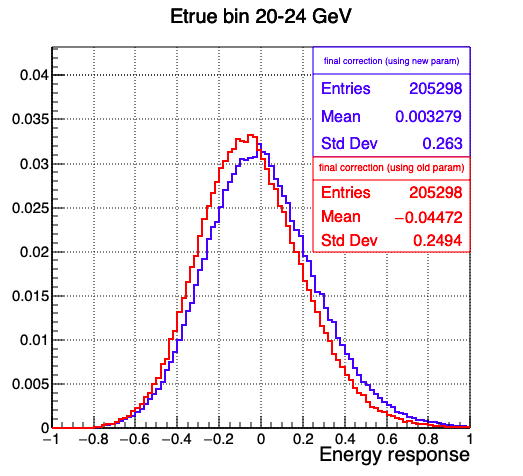 Etrue bin 20-24 GeV
final correction (using new param)
Entries 205298
Mean 0.003279
Std Dev 0.263
final correction (using old param)
Entries 205298
Mean −0.04472
Std Dev 0.2494
0.04
0.035
0.03
0.025
0.02
0.015
0.01
0.005
0
−1 −0.8 −0.6 −0.4 −0.2 0 0.2 0.4 0.6 0.8 1
Energy response